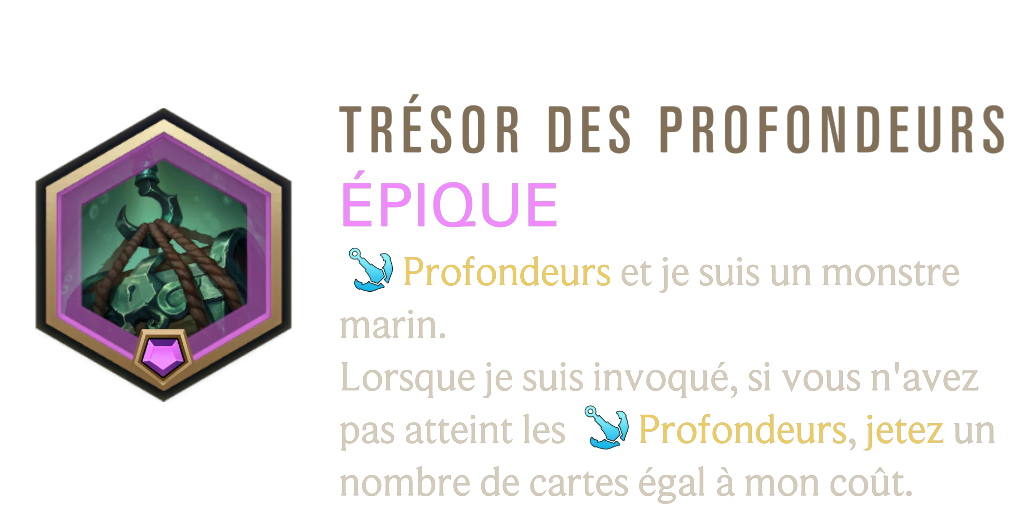 TRÉSOR DES PROFONDEURS
ÉPIQUE
Profondeurs et je suis un monstre
marin.
Lorsque je suis invoqué, si vous n'avez
pas atteint les Profondeurs, jetez un
nombre de cartes égal à mon coût.